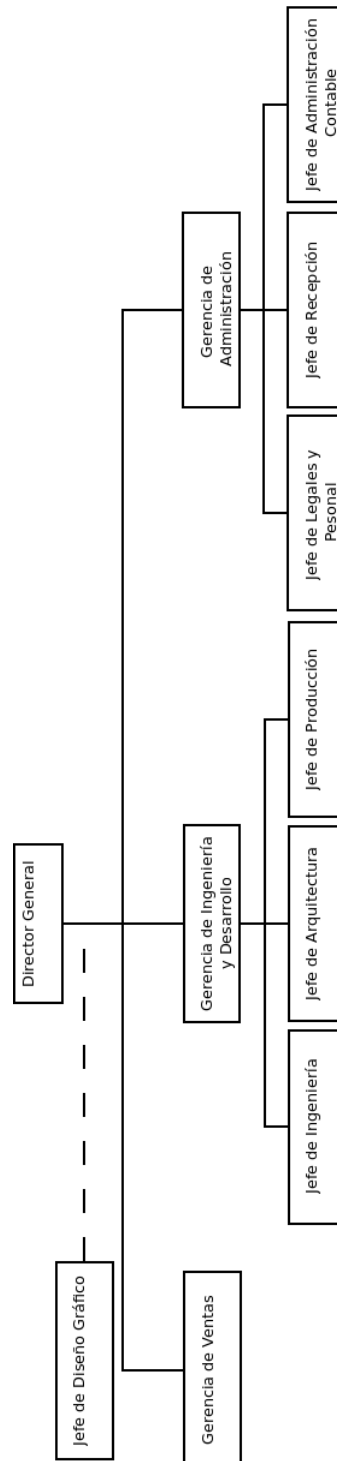 Director General
Jefe de Diseño Gráfico
Gerencia de Ventas
Gerencia de Ingeniería
y Desarrollo
Gerencia de
Administración
Jefe de Ingeniería
Jefe de Arquitectura
Jefe de Producción
Jefe de Legales y
Pesonal
Jefe de Recepción
Jefe de Administración
Contable